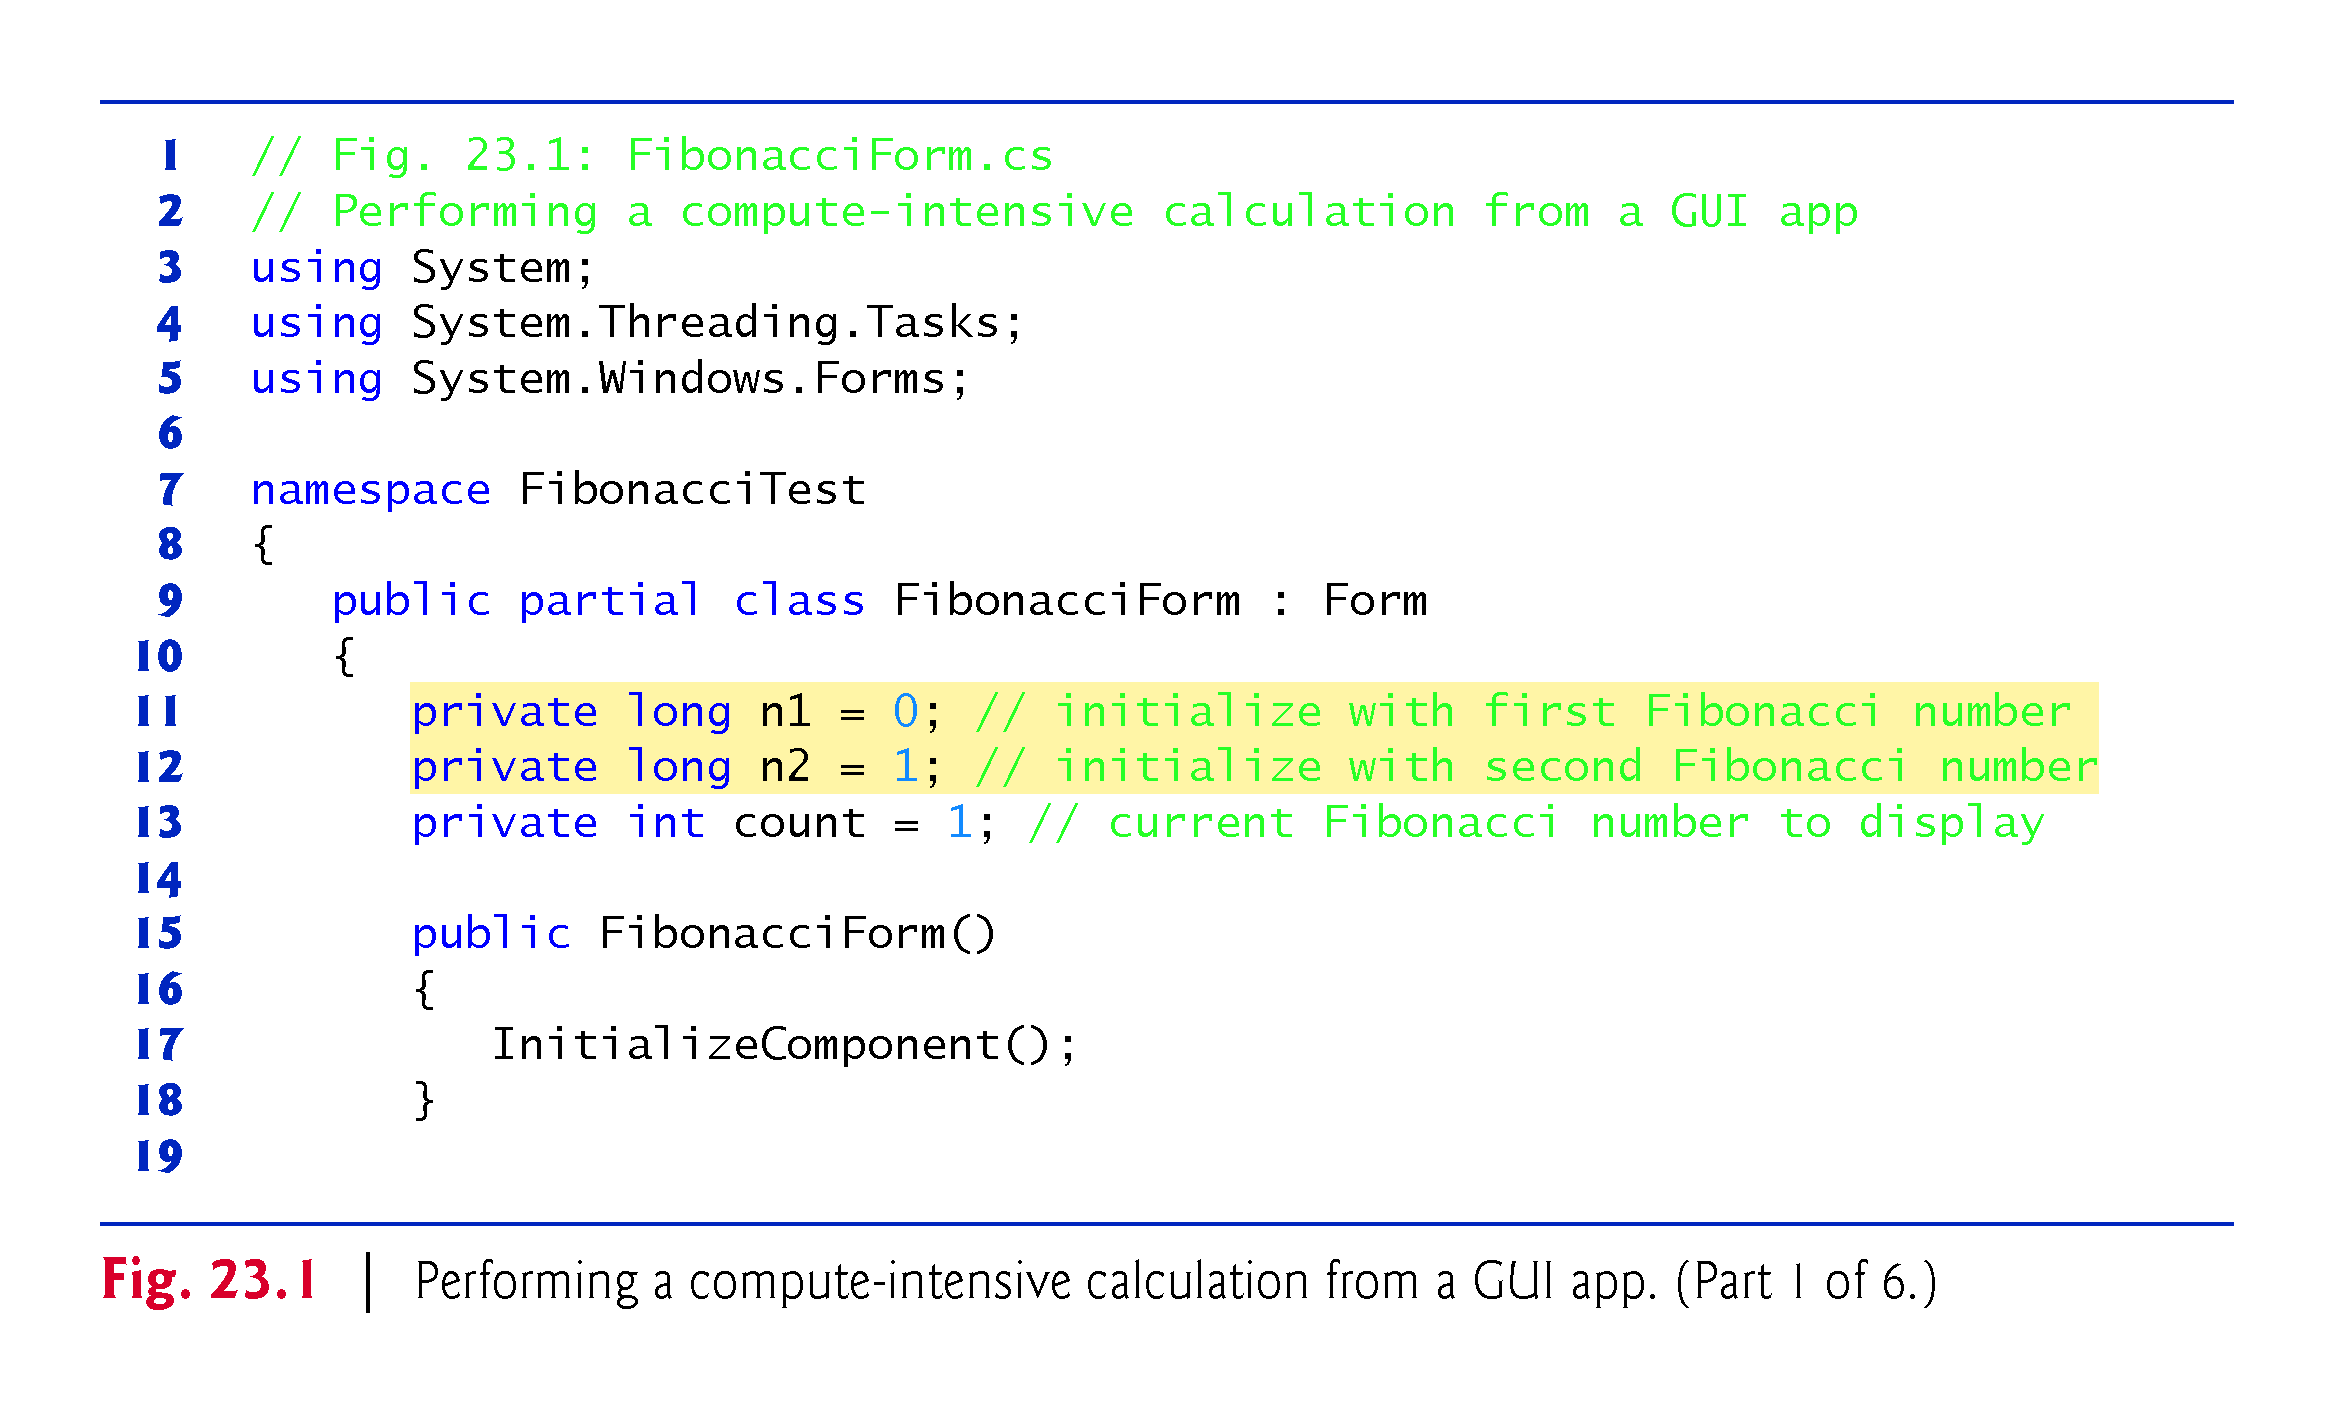 1 // Fig. 23.1: FibonacciForm.cs
2 // Performing a compute-intensive calculation from a GUI app
3 using System;
4 using System.Threading.Tasks;
5 using System.Windows.Forms;
6
7 namespace FibonacciTest
8 {
9    public partial class FibonacciForm : Form
10    {
11       private long n1 = 0; // initialize with first Fibonacci number
12       private long n2 = 1; // initialize with second Fibonacci number
13       private int count = 1; // current Fibonacci number to display
14
15       public FibonacciForm()
16       {
17          InitializeComponent();
18       }
19
Fig. 23.1 | Performing a compute-intensive calculation from a GUI app. (Part 1 of 6.)